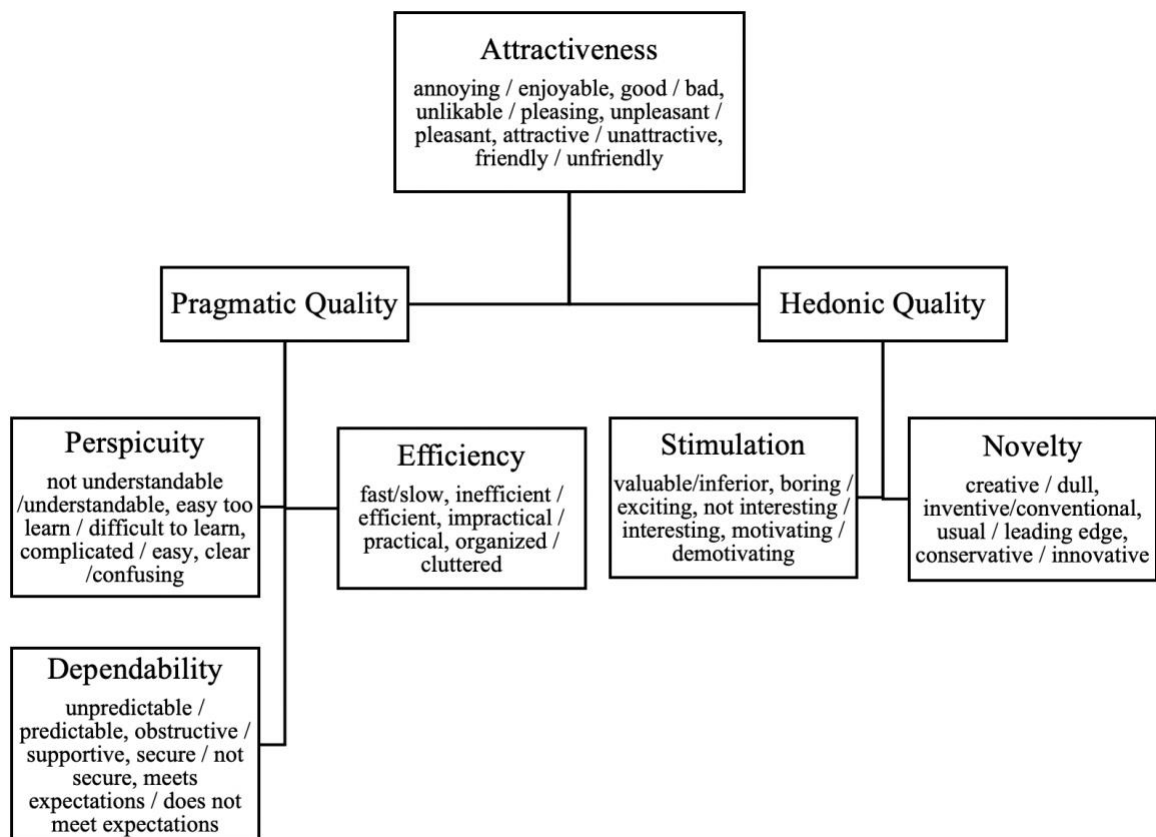 Attractiveness
annoying / enjoyable, good / bad,
unlikable / pleasing, unpleasant /
pleasant, attractive / unattractive,
friendly / unfriendly
Pragmatic Quality
Hedonic Quality
Perspicuity
not understandable
/understandable, easy too
learn / difficult to learn,
complicated / easy, clear
/confusing
Efficiency
fast/slow, inefficient /
efficient, impractical /
practical, organized /
cluttered
Stimulation
valuable/inferior, boring /
exciting, not interesting /
interesting, motivating /
demotivating
Novelty
creative / dull,
inventive/conventional,
usual / leading edge,
conservative / innovative
Dependability
unpredictable /
predictable, obstructive /
supportive, secure / not
secure, meets
expectations / does not
meet expectations